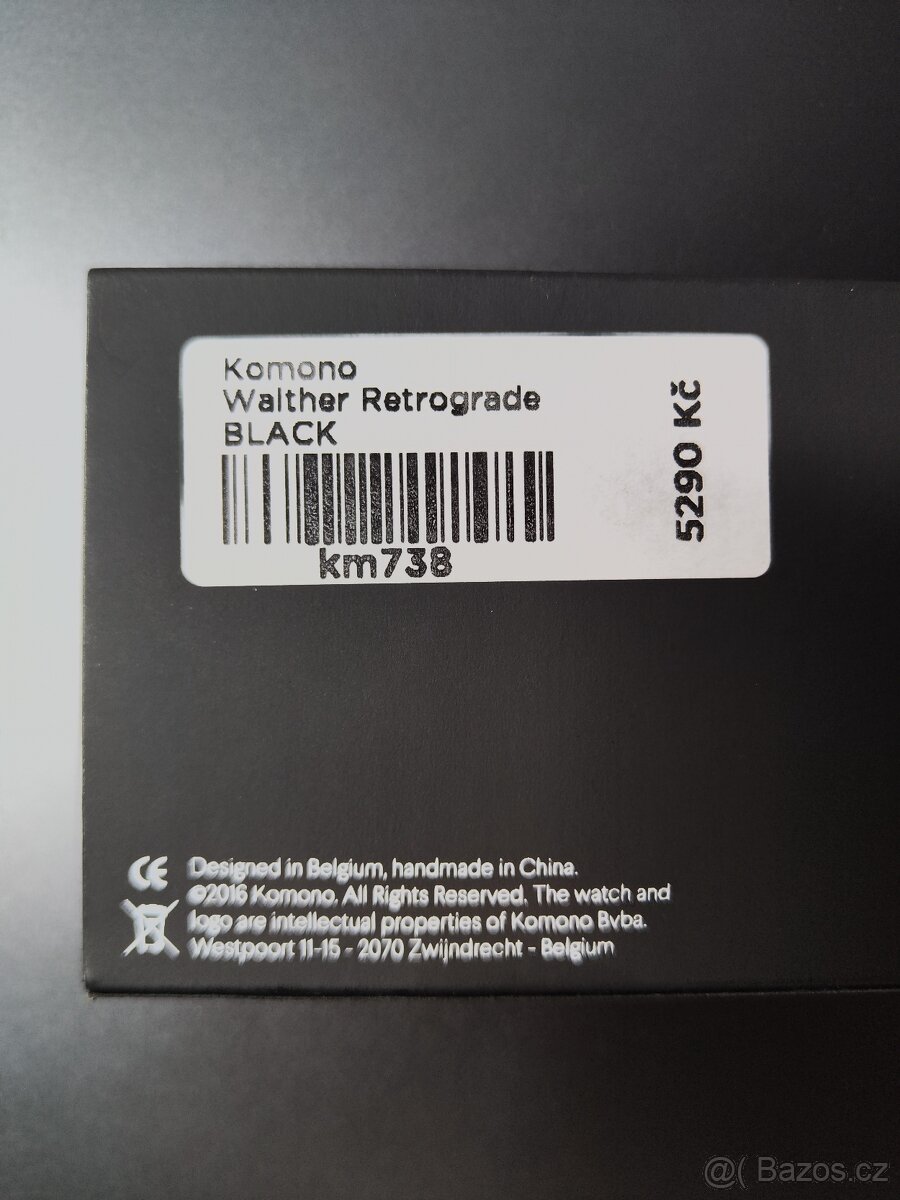 Komono
Walther Retrograde
BLACK
km738
5290 Kč
CE Designed in Belgium, handmade in China.
©2016 Komono. All Rights Reserved. The watch and
logo are intellectual properties of Komono Bvba.
Westpoort 11-15 - 2070 Zwijndrecht - Belgium
@( Bazos.cz